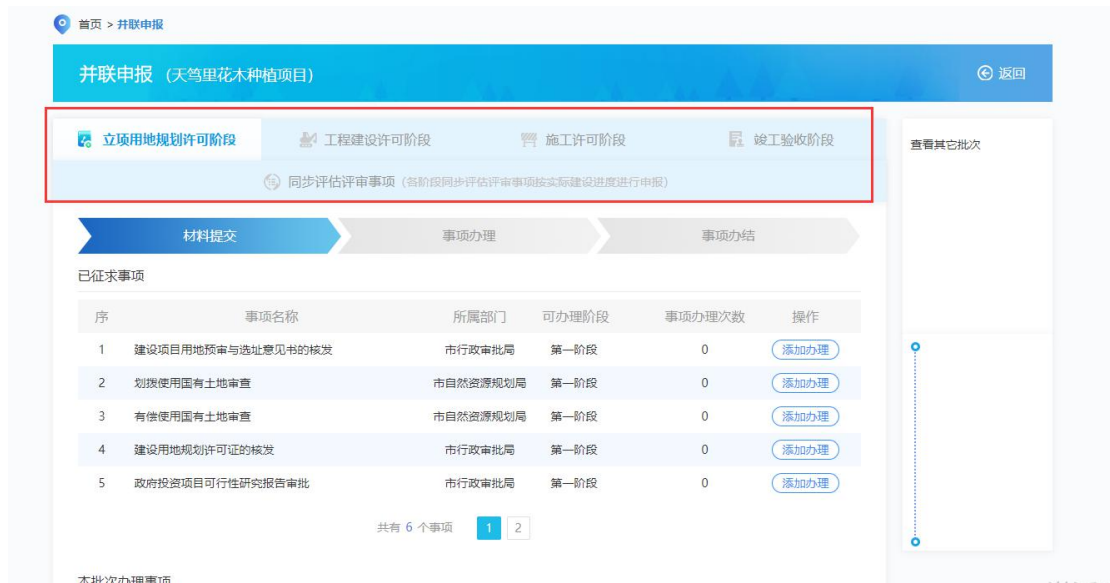 首页 > 并联申报
并联申报 (天笃里花木种植项目)
返回
立项用地规划许可阶段 工程建设许可阶段 施工许可阶段 竣工验收阶段
同步评估评审事项 (各阶段同步评估评审事项按实际建设进度进行申报)
查看其它批次
材料提交 事项办理 事项办结
已征求事项
序 事项名称 所属部门 可办理阶段 事项办理次数 操作
1 建设项目用地预审与选址意见书的核发 市行政审批局 第一阶段 0 添加办理
2 划拨使用国有土地审查 市自然资源规划局 第一阶段 0 添加办理
3 有偿使用国有土地审查 市自然资源规划局 第一阶段 0 添加办理
4 建设用地规划许可证的核发 市行政审批局 第一阶段 0 添加办理
5 政府投资项目可行性研究报告审批 市行政审批局 第一阶段 0 添加办理
共有 6 个事项 1 2
本批次办理事项